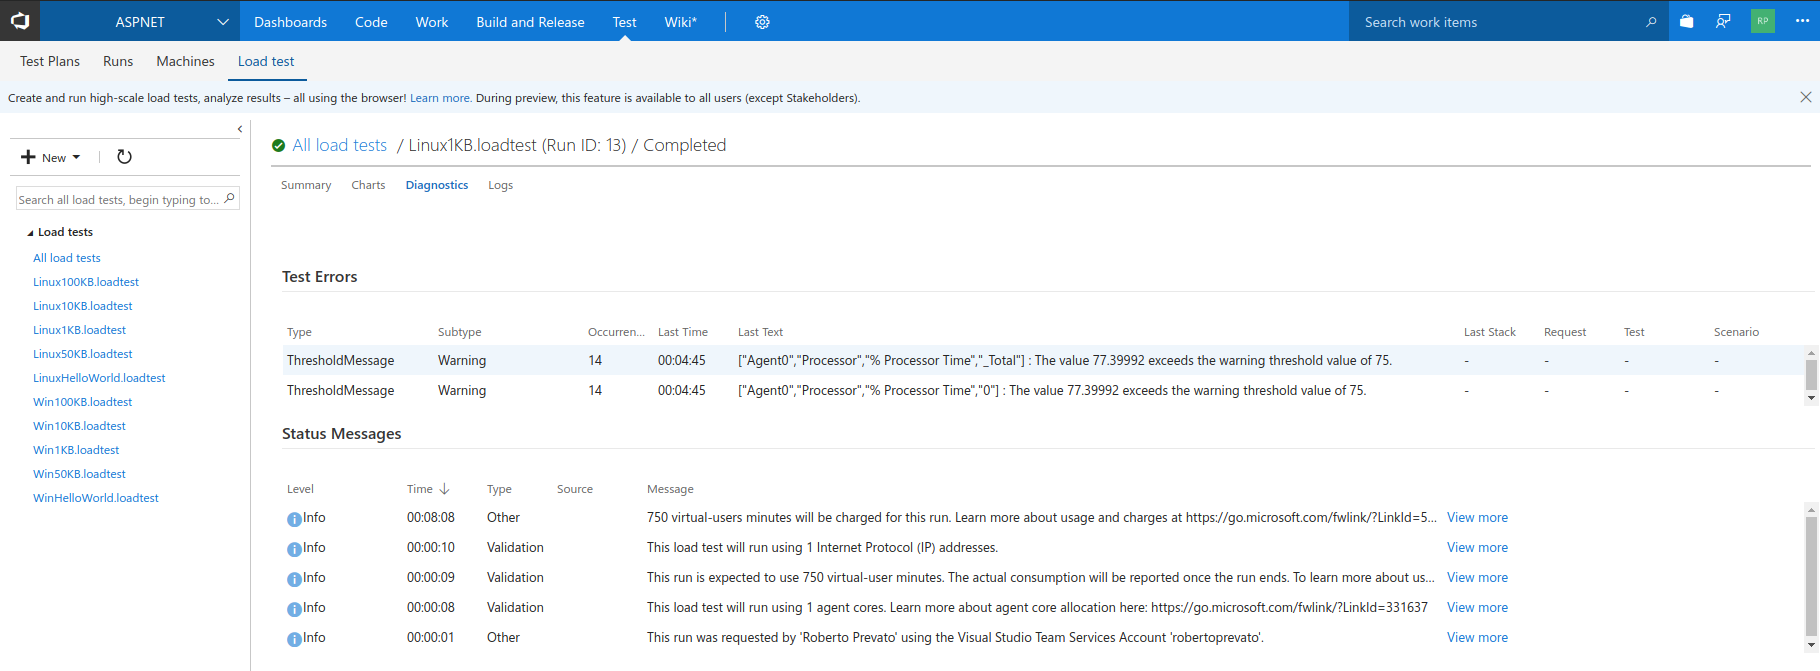 ASPNET Dashboards Code Work Build and Release Test Wiki* Search work items RP
Test Plans Runs Machines Load test
Create and run high-scale load tests, analyze results – all using the browser! Learn more. During preview, this feature is available to all users (except Stakeholders).
New
Search all load tests, begin typing to...
Load tests
All load tests
Linux100KB.loadtest
Linux10KB.loadtest
Linux1KB.loadtest
Linux50KB.loadtest
LinuxHelloWorld.loadtest
Win100KB.loadtest
Win10KB.loadtest
Win1KB.loadtest
Win50KB.loadtest
WinHelloWorld.loadtest
All load tests / Linux1KB.loadtest (Run ID: 13) / Completed
Summary Charts Diagnostics Logs
Test Errors
Type Subtype Occurren... Last Time Last Text Last Stack Request Test Scenario
ThresholdMessage Warning 14 00:04:45 ["Agent0","Processor","% Processor Time","_Total"] : The value 77.39992 exceeds the warning threshold value of 75. - - - -
ThresholdMessage Warning 14 00:04:45 ["Agent0","Processor","% Processor Time","0"] : The value 77.39992 exceeds the warning threshold value of 75. - - - -
Status Messages
Level Time Type Source Message
Info 00:08:08 Other 750 virtual-users minutes will be charged for this run. Learn more about usage and charges at https://go.microsoft.com/fwlink/?LinkId=5... View more
Info 00:00:10 Validation This load test will run using 1 Internet Protocol (IP) addresses. View more
Info 00:00:09 Validation This run is expected to use 750 virtual-user minutes. The actual consumption will be reported once the run ends. To learn more about us... View more
Info 00:00:08 Validation This load test will run using 1 agent cores. Learn more about agent core allocation here: https://go.microsoft.com/fwlink/?LinkId=331637 View more
Info 00:00:01 Other This run was requested by 'Roberto Prevato' using the Visual Studio Team Services Account 'robertoprevato'. View more